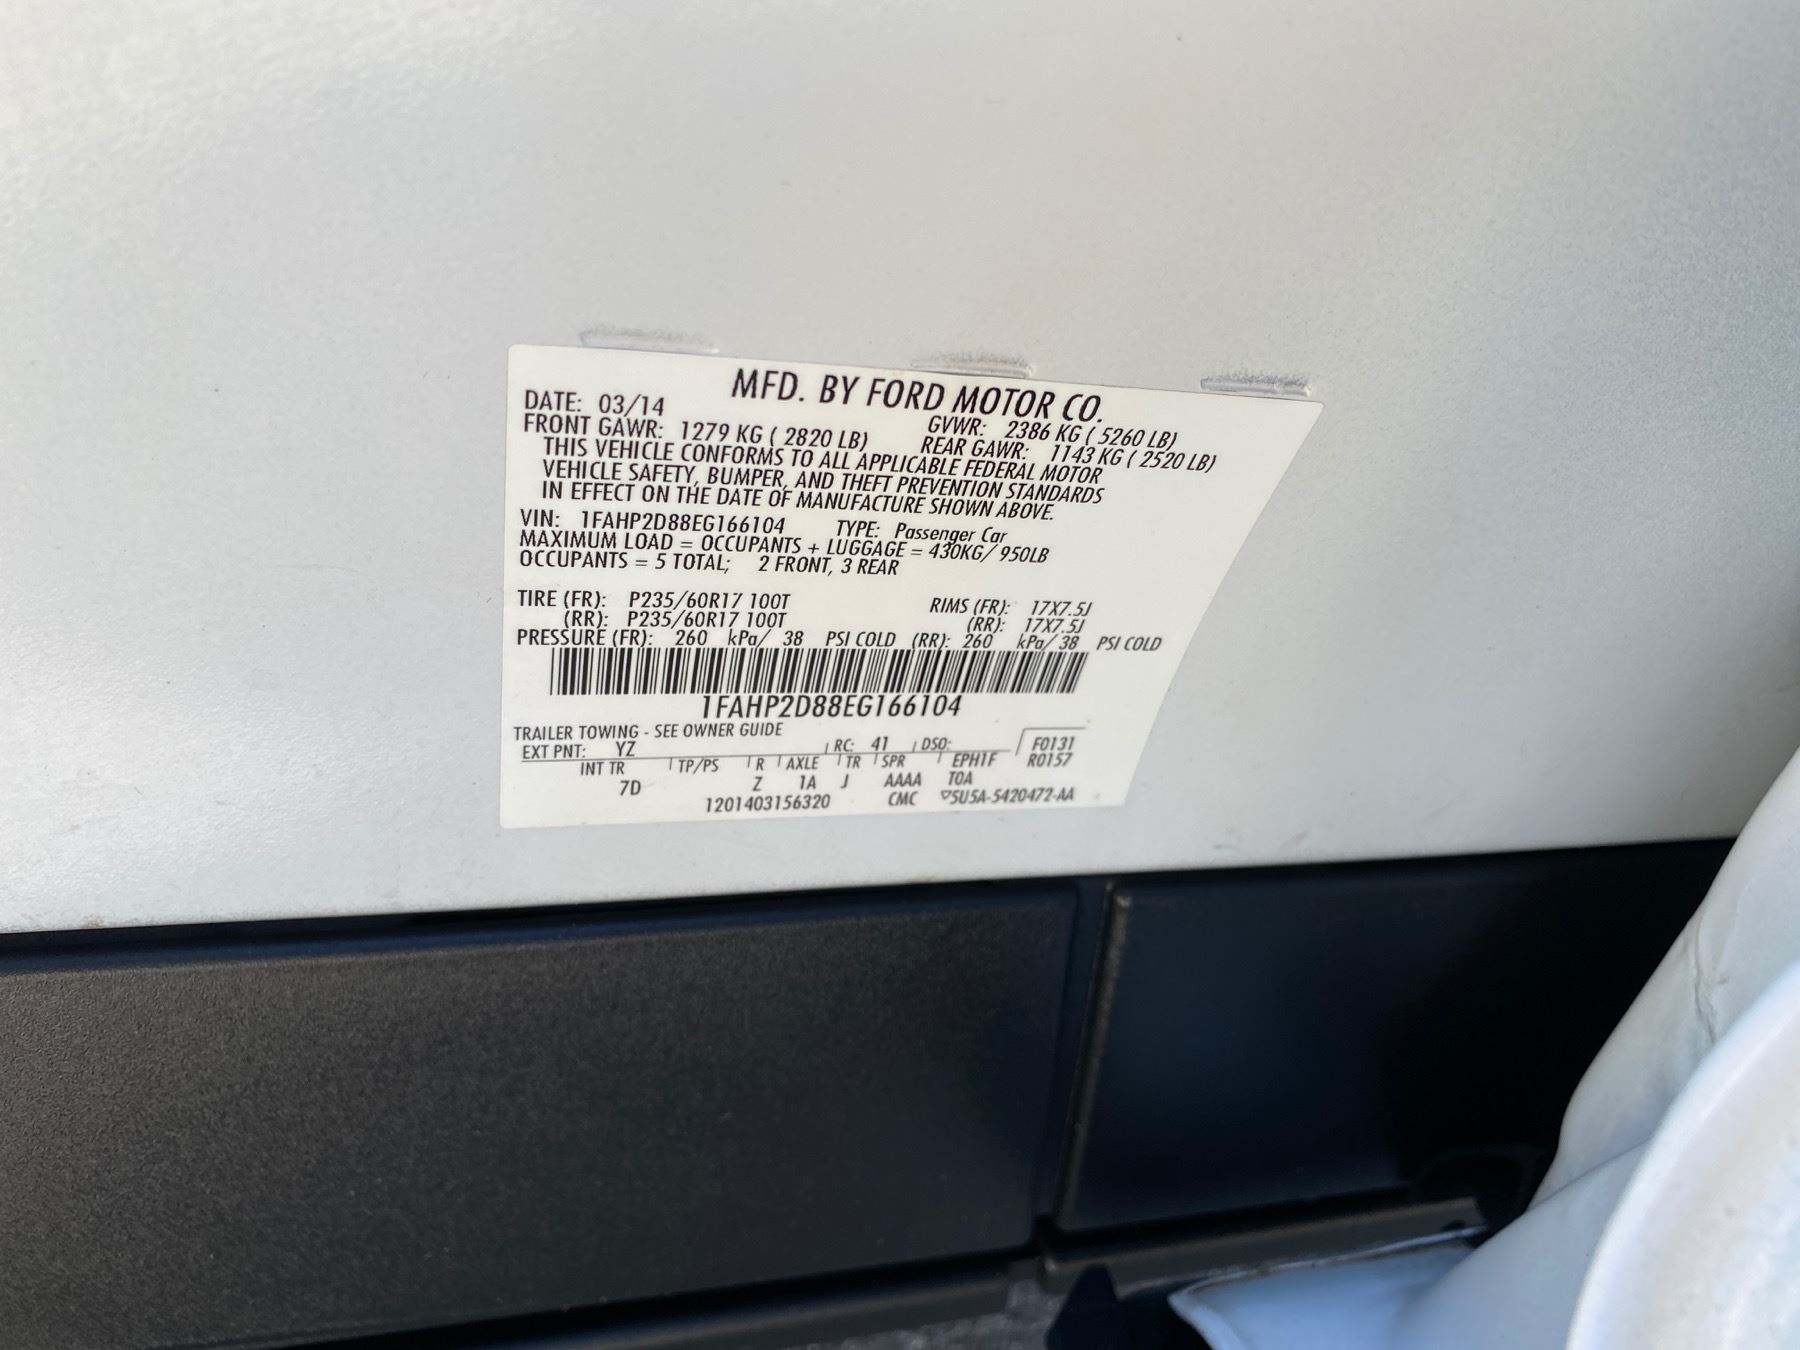 MFD. BY FORD MOTOR CO.
DATE: 03/14 GVWR: 2386 KG ( 5260 LB)
FRONT GAWR: 1279 KG ( 2820 LB) REAR GAWR: 1143 KG ( 2520 LB)
THIS VEHICLE CONFORMS TO ALL APPLICABLE FEDERAL MOTOR
VEHICLE SAFETY, BUMPER, AND THEFT PREVENTION STANDARDS
IN EFFECT ON THE DATE OF MANUFACTURE SHOWN ABOVE.
VIN: 1FAHP2D88EG166104 TYPE: Passenger Car
MAXIMUM LOAD = OCCUPANTS + LUGGAGE = 430KG/ 950LB
OCCUPANTS = 5 TOTAL; 2 FRONT, 3 REAR
TIRE (FR): P235/60R17 100T RIMS (FR): 17X7.5J
(RR): P235/60R17 100T (RR): 17X7.5J
PRESSURE (FR): 260 kPa/ 38 PSI COLD (RR): 260 kPa/ 38 PSI COLD
1FAHP2D88EG166104
TRAILER TOWING - SEE OWNER GUIDE
EXT PNT: YZ RC: 41 DSO: F0131
INT TR TP/PS R AXLE TR SPR EPH1F R0157
7D Z 1A J AAAA TOA
1201403156320 CMC ▽5U5A-5420472-AA